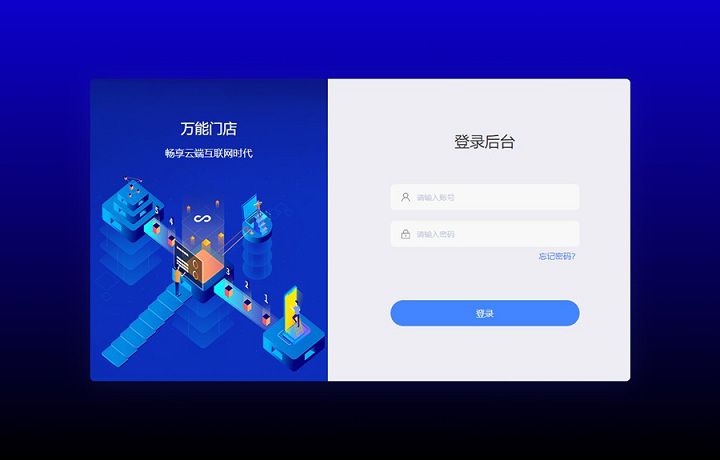 万能门店
畅享云端互联网时代
登录后台
请输入账号
请输入密码
忘记密码?
登录